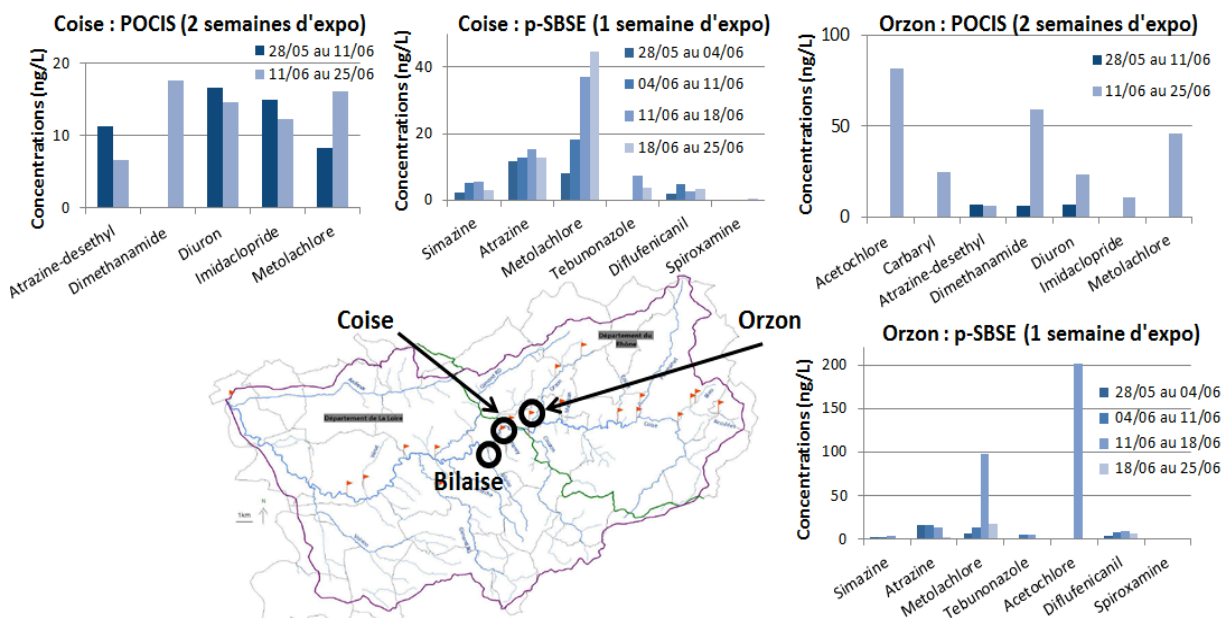 Coise : POCIS (2 semaines d'expo)
Concentrations (ng/L)
20
10
0
28/05 au 11/06
11/06 au 25/06
Atrazine-desethyl
Dimethanamide
Diuron
Imidaclopride
Metolachlore
Coise : p-SBSE (1 semaine d'expo)
Concentrations (ng/L)
40
20
0
28/05 au 04/06
04/06 au 11/06
11/06 au 18/06
18/06 au 25/06
Simazine
Atrazine
Metolachlore
Tebunonazole
Diflufenicanil
Spiroxamine
Orzon : POCIS (2 semaines d'expo)
Concentrations (ng/L)
100
50
0
28/05 au 11/06
11/06 au 25/06
Acetochlore
Carbaryl
Atrazine-desethyl
Dimethanamide
Diuron
Imidaclopride
Metolachlore
Coise
Orzon
Bilaise
Département du
Rhône
Département de La Loire
N
5km
Coise
Orzon : p-SBSE (1 semaine d'expo)
Concentrations (ng/L)
200
150
100
50
0
28/05 au 04/06
04/06 au 11/06
11/06 au 18/06
18/06 au 25/06
Simazine
Atrazine
Metolachlore
Tebunonazole
Acetochlore
Diflufenicanil
Spiroxamine